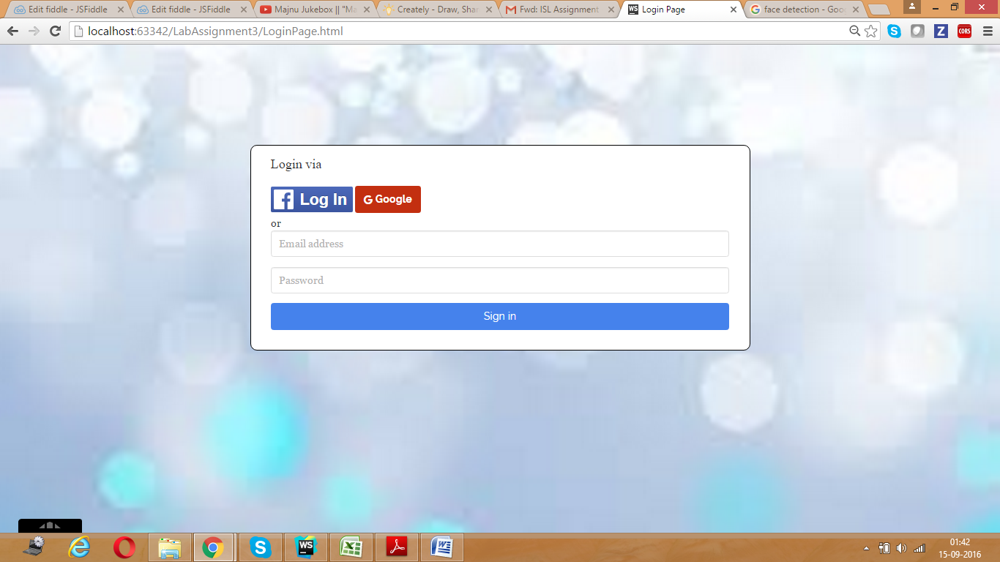 Edit fiddle - JSFiddle
Edit fiddle - JSFiddle
Majnu Jukebox || "Ma
Creately - Draw, Shar
Fwd: ISL Assignment
WS Login Page
face detection - Goo
localhost:63342/LabAssignment3/LoginPage.html
S
Z
CORS
Login via
f Log In
G Google
or
Email address
Password
Sign in
WS
01:42
15-09-2016